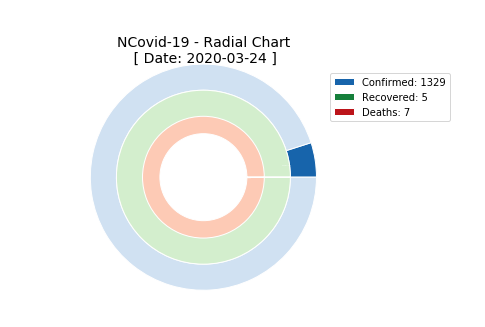 NCovid-19 - Radial Chart
[ Date: 2020-03-24 ]
Confirmed: 1329
Recovered: 5
Deaths: 7